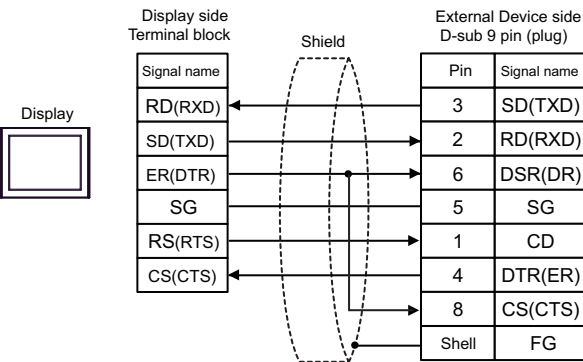 Display side
Terminal block
Shield
External Device side
D-sub 9 pin (plug)
Signal name
Pin Signal name
Display
RD(RXD) 3 SD(TXD)
SD(TXD) 2 RD(RXD)
ER(DTR) 6 DSR(DR)
SG 5 SG
RS(RTS) 1 CD
CS(CTS) 4 DTR(ER)
8 CS(CTS)
Shell FG